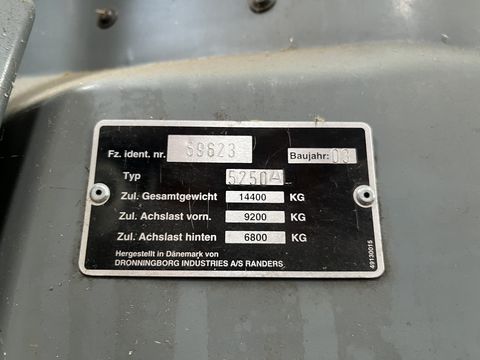 Fz. ident. nr. 59623 Baujahr: 03
Typ 5250
Zul. Gesamtgewicht 14400 KG
Zul. Achslast vorn. 9200 KG
Zul. Achslast hinten 6800 KG
Hergestellt in Dänemark von
DRONNINGBORG INDUSTRIES A/S RANDERS
49130015